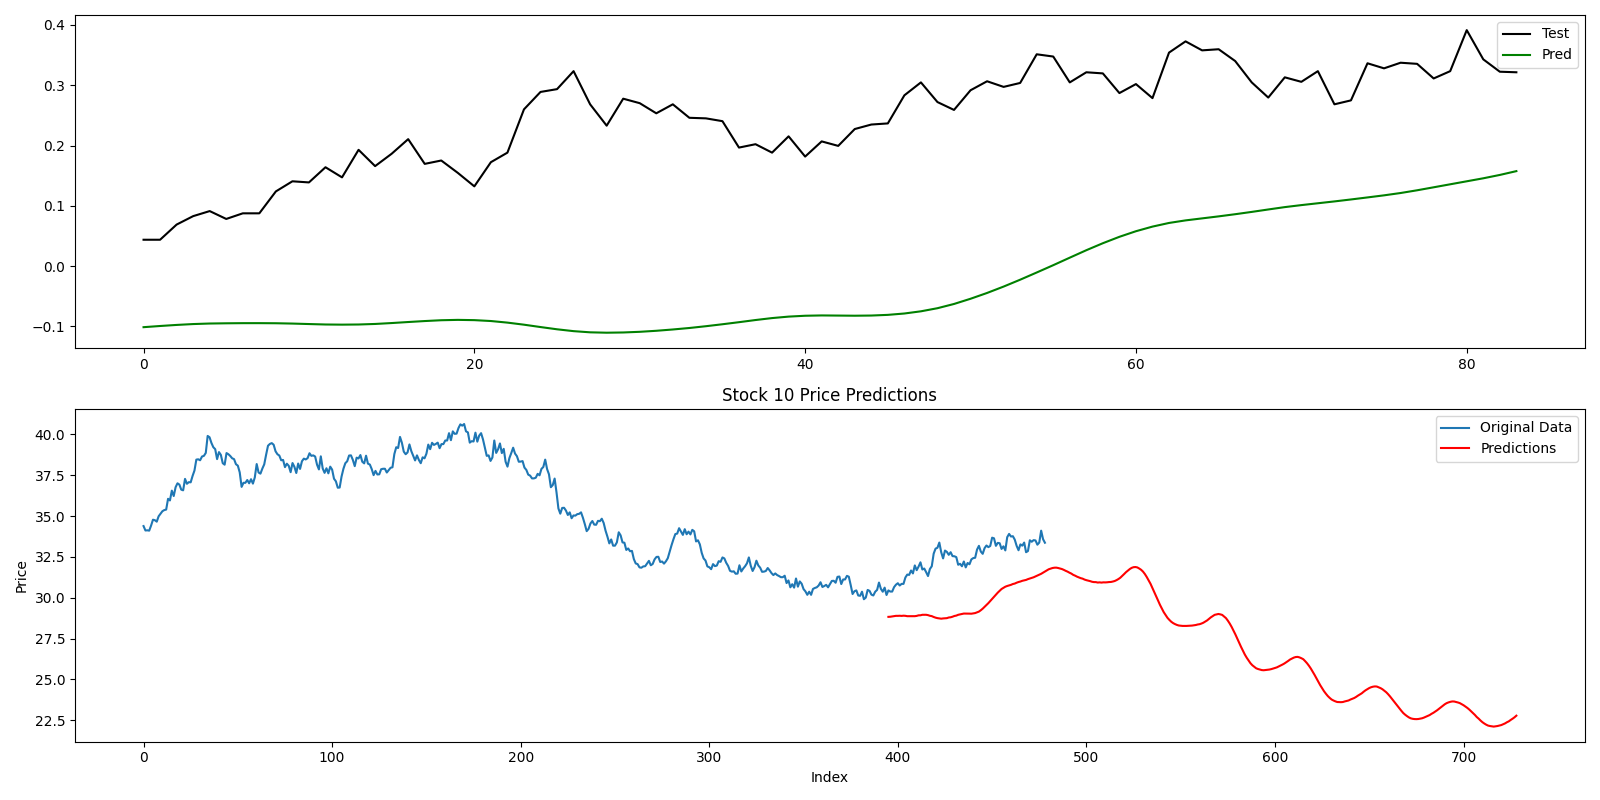 0.4
0.3
0.2
0.1
0.0
−0.1
Test
Pred
0 20 40 60 80
Stock 10 Price Predictions
40.0
37.5
35.0
32.5
30.0
27.5
25.0
22.5
Price
Original Data
Predictions
0 100 200 300 400 500 600 700
Index